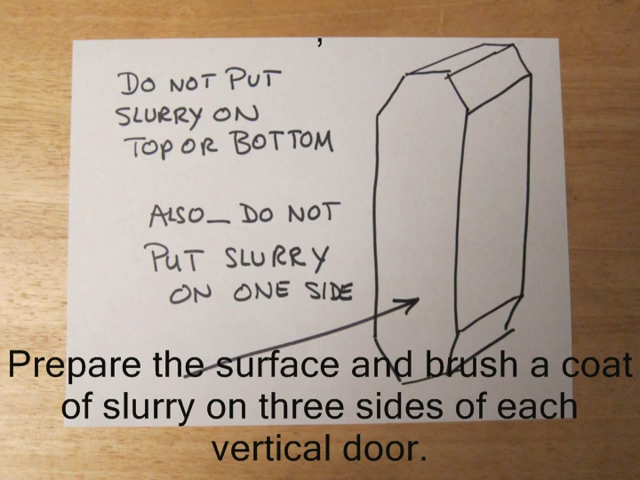 ,
DO NOT PUT
SLURRY ON
TOP OR BOTTOM
ALSO_ DO NOT
PUT SLURRY
ON ONE SIDE
Prepare the surface and brush a coat
of slurry on three sides of each
vertical door.